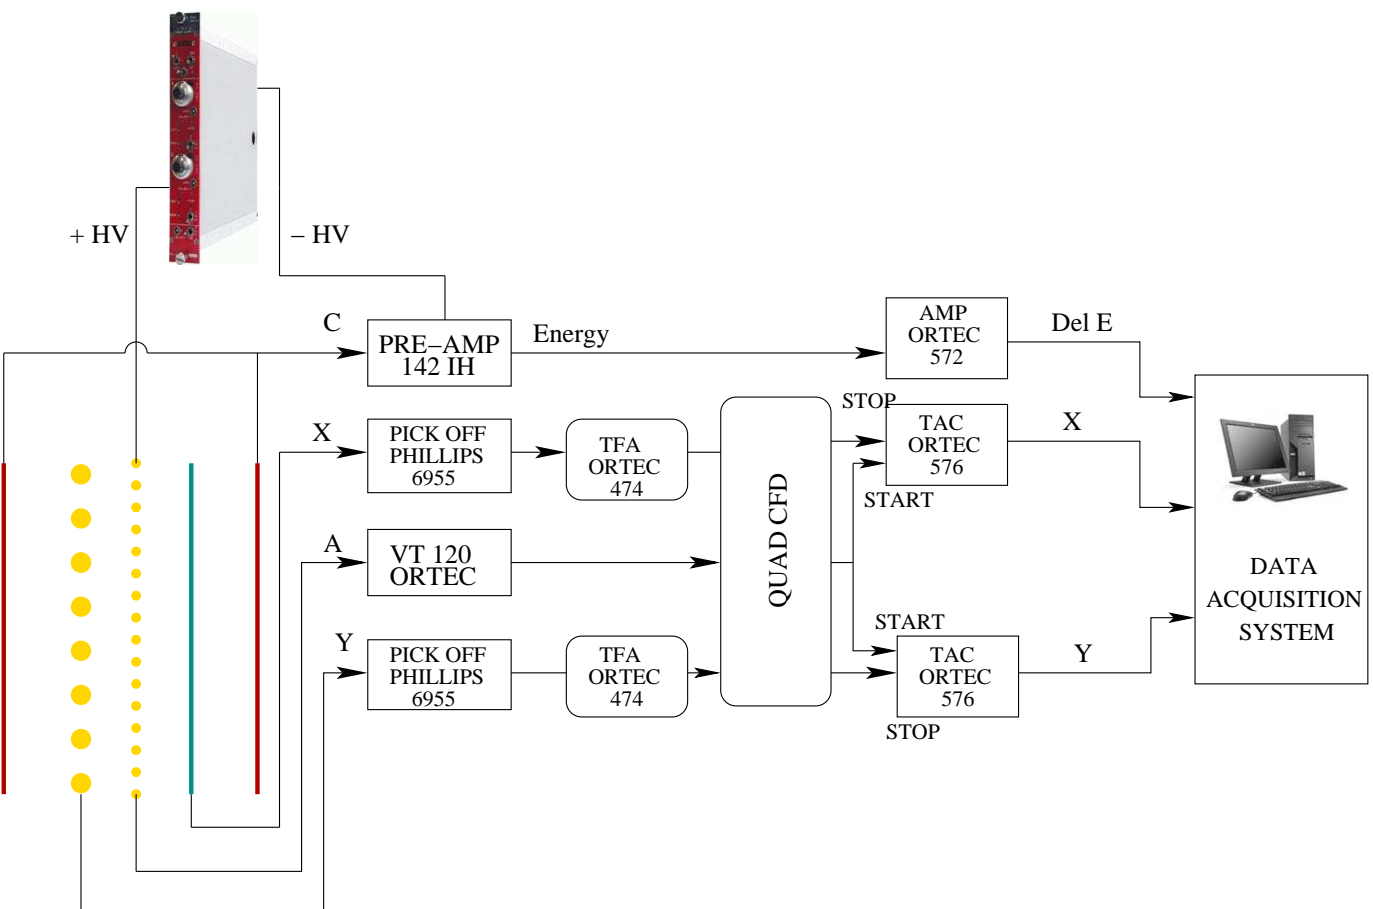 + HV
− HV
C
PRE−AMP
142 IH
Energy
AMP
ORTEC
572
Del E
X
PICK OFF
PHILLIPS
6955
TFA
ORTEC
474
QUAD CFD
STOP
TAC
ORTEC
576
START
X
A
VT 120
ORTEC
DATA
ACQUISITION
SYSTEM
Y
PICK OFF
PHILLIPS
6955
TFA
ORTEC
474
START
TAC
ORTEC
576
STOP
Y